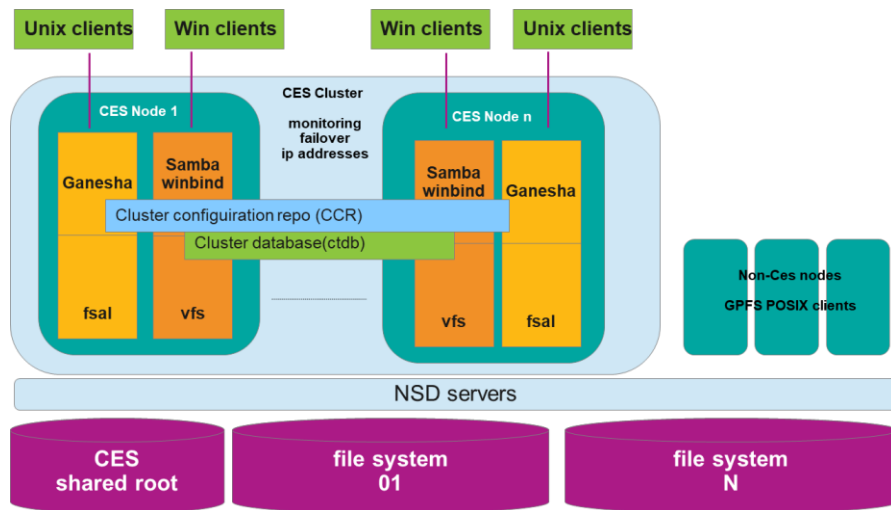 Unix clients
Win clients
Win clients
Unix clients
CES Cluster
monitoring
failover
ip addresses
CES Node 1
CES Node n
Ganesha
Samba
winbind
Samba
winbind
Ganesha
Cluster configuiration repo (CCR)
Cluster database(ctdb)
fsal
vfs
vfs
fsal
Non-Ces nodes
GPFS POSIX clients
NSD servers
CES
shared root
file system
01
file system
N